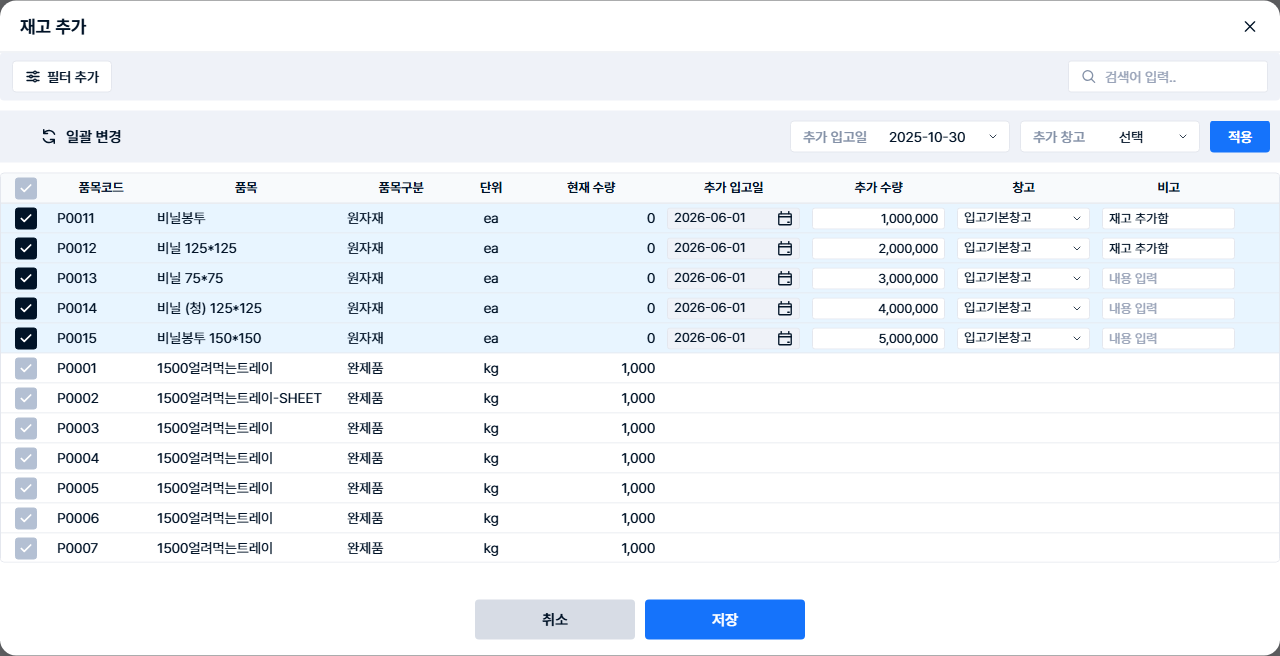 재고 추가
필터 추가 검색어 입력..
일괄 변경 추가 입고일 2025-10-30 추가 창고 선택 적용
품목코드 품목 품목구분 단위 현재 수량 추가 입고일 추가 수량 창고 비고
P0011 비닐봉투 원자재 ea 0 2026-06-01 1,000,000 입고기본창고 재고 추가함
P0012 비닐 125*125 원자재 ea 0 2026-06-01 2,000,000 입고기본창고 재고 추가함
P0013 비닐 75*75 원자재 ea 0 2026-06-01 3,000,000 입고기본창고 내용 입력
P0014 비닐 (청) 125*125 원자재 ea 0 2026-06-01 4,000,000 입고기본창고 내용 입력
P0015 비닐봉투 150*150 원자재 ea 0 2026-06-01 5,000,000 입고기본창고 내용 입력
P0001 1500얼려먹는트레이 완제품 kg 1,000
P0002 1500얼려먹는트레이-SHEET 완제품 kg 1,000
P0003 1500얼려먹는트레이 완제품 kg 1,000
P0004 1500얼려먹는트레이 완제품 kg 1,000
P0005 1500얼려먹는트레이 완제품 kg 1,000
P0006 1500얼려먹는트레이 완제품 kg 1,000
P0007 1500얼려먹는트레이 완제품 kg 1,000
취소 저장